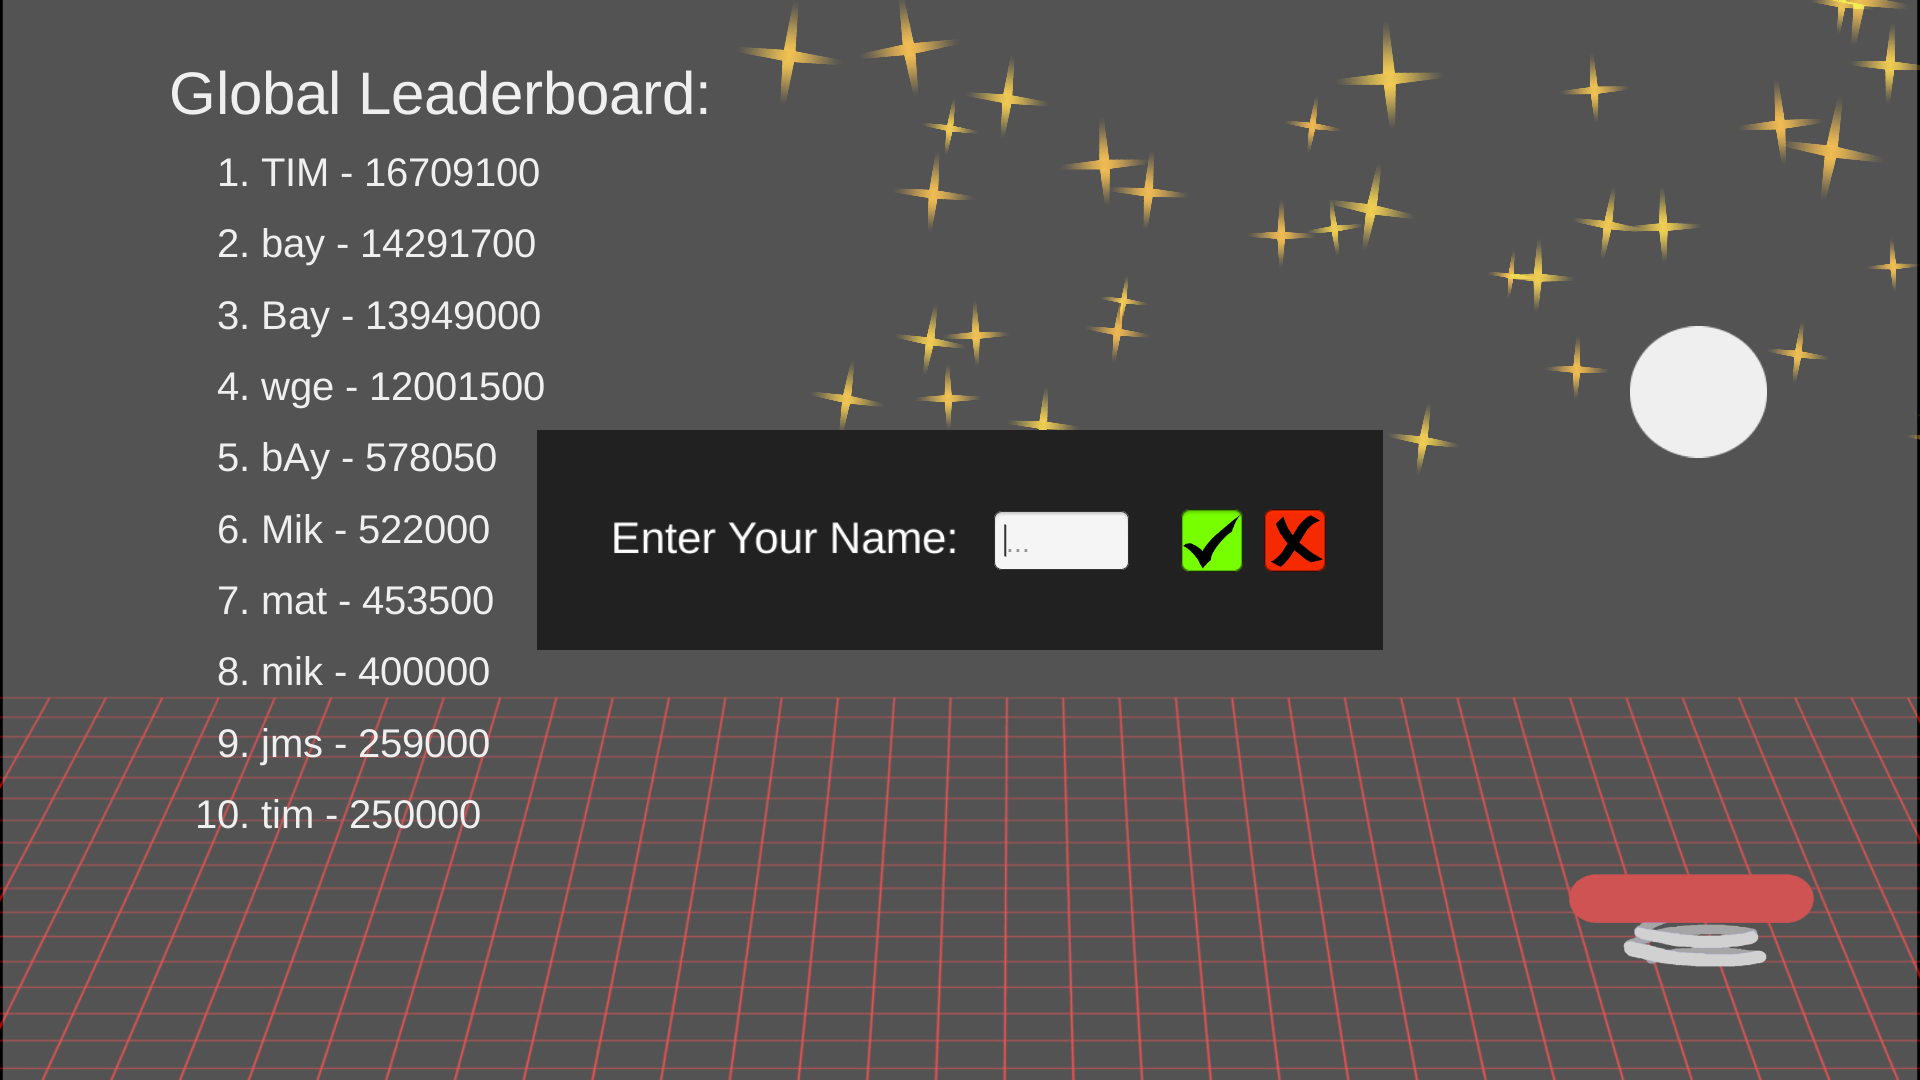 Global Leaderboard:
1. TIM - 16709100
2. bay - 14291700
3. Bay - 13949000
4. wge - 12001500
5. bAy - 578050
6. Mik - 522000
7. mat - 453500
8. mik - 400000
9. jms - 259000
10. tim - 250000
Enter Your Name:
...